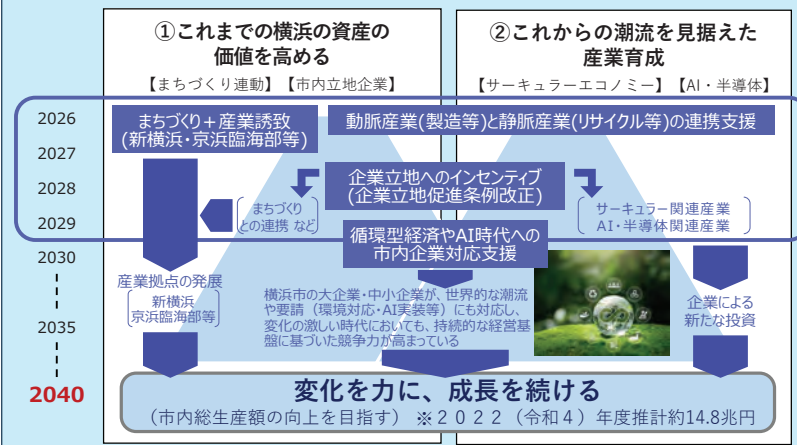 ①これまでの横浜の資産の
価値を高める
【まちづくり連動】【市内立地企業】
②これからの潮流を見据えた
産業育成
【サーキュラーエコノミー】【AI・半導体】
2026
2027
2028
2029
2030
2035
2040
まちづくり＋産業誘致
(新横浜・京浜臨海部等)
動脈産業(製造等)と静脈産業(リサイクル等)の連携支援
企業立地へのインセンティブ
(企業立地促進条例改正)
まちづくり
との連携 など
サーキュラー関連産業
AI・半導体関連産業
循環型経済やAI時代への
市内企業対応支援
産業拠点の発展
新横浜
京浜臨海部等
横浜市の大企業・中小企業が、世界的な潮流
や要請（環境対応・AI実装等）にも対応し、
変化の激しい時代においても、持続的な経営基
盤に基づいた競争力が高まっている
企業による
新たな投資
変化を力に、成長を続ける
（市内総生産額の向上を目指す）※２０２２（令和４）年度推計約14.8兆円